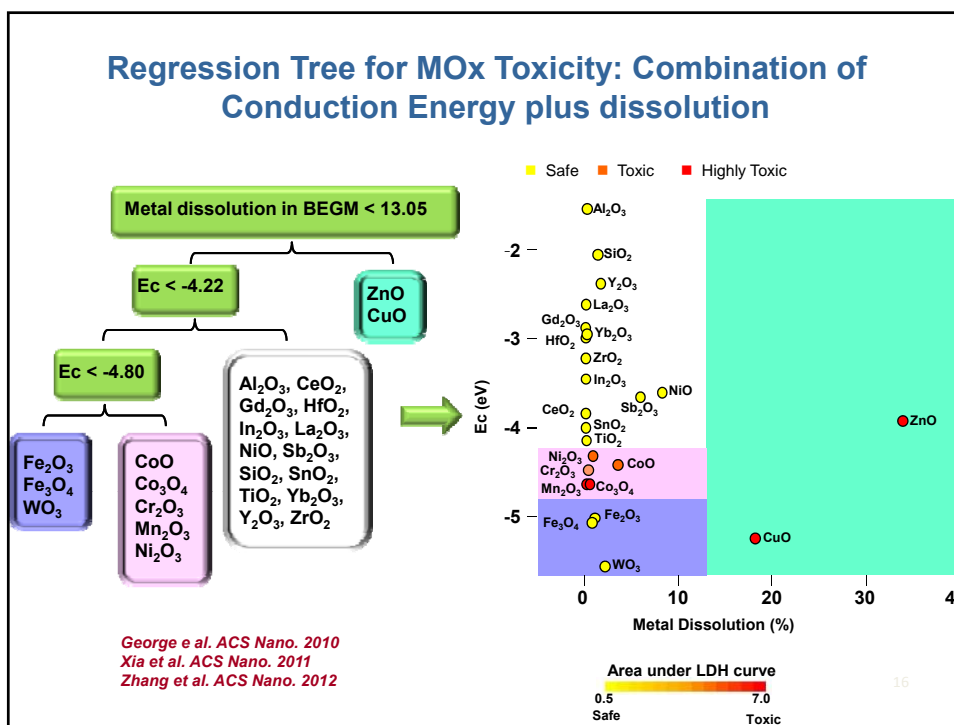 Regression Tree for MOx Toxicity: Combination of
Conduction Energy plus dissolution
Metal dissolution in BEGM < 13.05
Ec < -4.22
ZnO
CuO
Ec < -4.80
Fe₂O₃
Fe₃O₄
WO₃
CoO
Co₃O₄
Cr₂O₃
Mn₂O₃
Ni₂O₃
Al₂O₃, CeO₂,
Gd₂O₃, HfO₂,
In₂O₃, La₂O₃,
NiO, Sb₂O₃,
SiO₂, SnO₂,
TiO₂, Yb₂O₃,
Y₂O₃, ZrO₂
George e al. ACS Nano. 2010
Xia et al. ACS Nano. 2011
Zhang et al. ACS Nano. 2012
Safe Toxic Highly Toxic
Ec (eV)
-2
-3
-4
-5
Al₂O₃
SiO₂
Y₂O₃
La₂O₃
Gd₂O₃ Yb₂O₃
HfO₂
ZrO₂
In₂O₃
NiO
Sb₂O₃
CeO₂
ZnO
SnO₂
TiO₂
Ni₂O₃
CoO
Cr₂O₃
Mn₂O₃ Co₃O₄
Fe₂O₃
Fe₃O₄
CuO
WO₃
0 10 20 30 4
Metal Dissolution (%)
Area under LDH curve
0.5 7.0
Safe Toxic
16